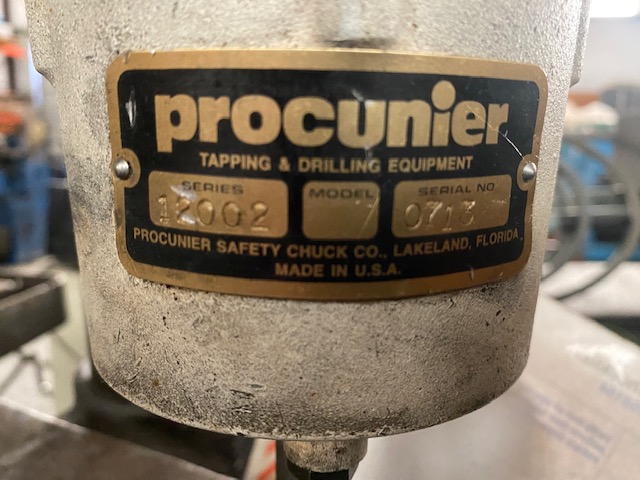 procunier
TAPPING & DRILLING EQUIPMENT
SERIES MODEL SERIAL NO
12002 7 0713
PROCUNIER SAFETY CHUCK CO., LAKELAND, FLORIDA
MADE IN U.S.A.